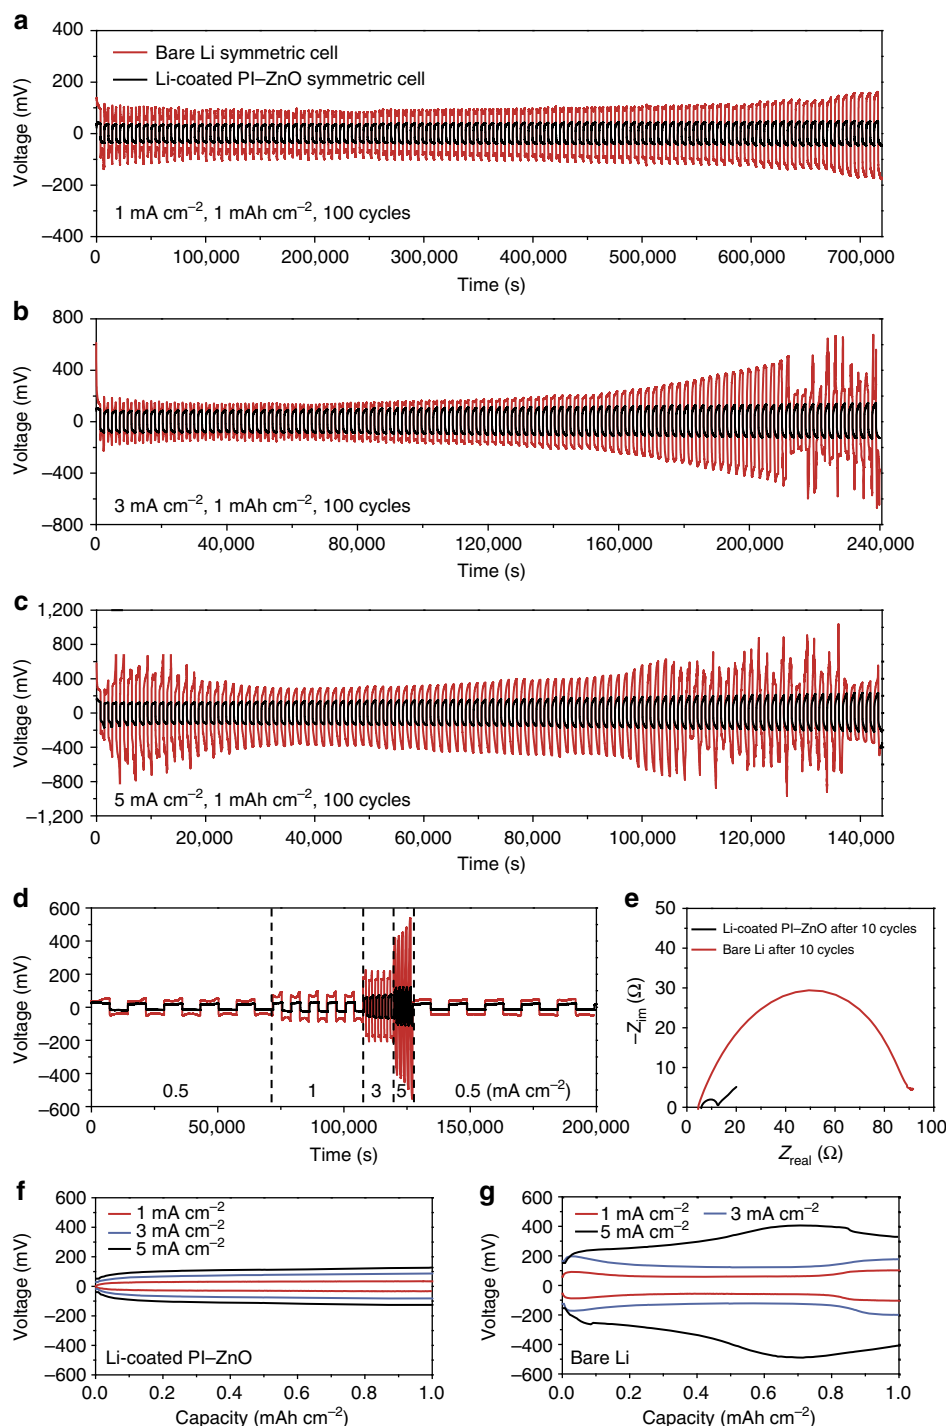 a
400
200
0
−200
−400
Voltage (mV)
Bare Li symmetric cell
Li-coated PI–ZnO symmetric cell
1 mA cm⁻², 1 mAh cm⁻², 100 cycles
0 100,000 200,000 300,000 400,000 500,000 600,000 700,000
Time (s)
b
800
400
0
−400
−800
Voltage (mV)
3 mA cm⁻², 1 mAh cm⁻², 100 cycles
0 40,000 80,000 120,000 160,000 200,000 240,000
Time (s)
c
1,200
800
400
0
−400
−800
−1,200
Voltage (mV)
5 mA cm⁻², 1 mAh cm⁻², 100 cycles
0 20,000 40,000 60,000 80,000 100,000 120,000 140,000
Time (s)
d
600
400
200
0
−200
−400
−600
Voltage (mV)
0.5 1 3 5 0.5 (mA cm⁻²)
0 50,000 100,000 150,000 200,000
Time (s)
e
50
40
30
20
10
0
−Zim (Ω)
Li-coated PI–ZnO after 10 cycles
Bare Li after 10 cycles
0 20 40 60 80 100
Zreal (Ω)
f
600
400
200
0
−200
−400
−600
Voltage (mV)
1 mA cm⁻²
3 mA cm⁻²
5 mA cm⁻²
Li-coated PI–ZnO
0.0 0.2 0.4 0.6 0.8 1.0
Capacity (mAh cm⁻²)
g
600
400
200
0
−200
−400
−600
Voltage (mV)
1 mA cm⁻² 3 mA cm⁻²
5 mA cm⁻²
Bare Li
0.0 0.2 0.4 0.6 0.8 1.0
Capacity (mAh cm⁻²)